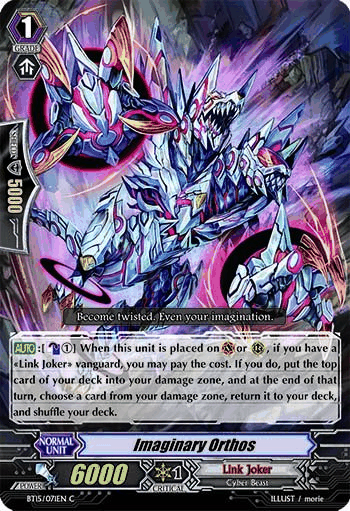 1
GRADE
SHIELD
5000
Become twisted. Even your imagination.
AUTO :[ ①] When this unit is placed on V or R, if you have a
«Link Joker» vanguard, you may pay the cost. If you do, put the top
card of your deck into your damage zone, and at the end of that
turn, choose a card from your damage zone, return it to your deck,
and shuffle your deck.
NORMAL
UNIT
Imaginary Orthos
POWER
6000
1
CRITICAL
Link Joker
Cyber Beast
BT15/071EN C
ILLUST / morie